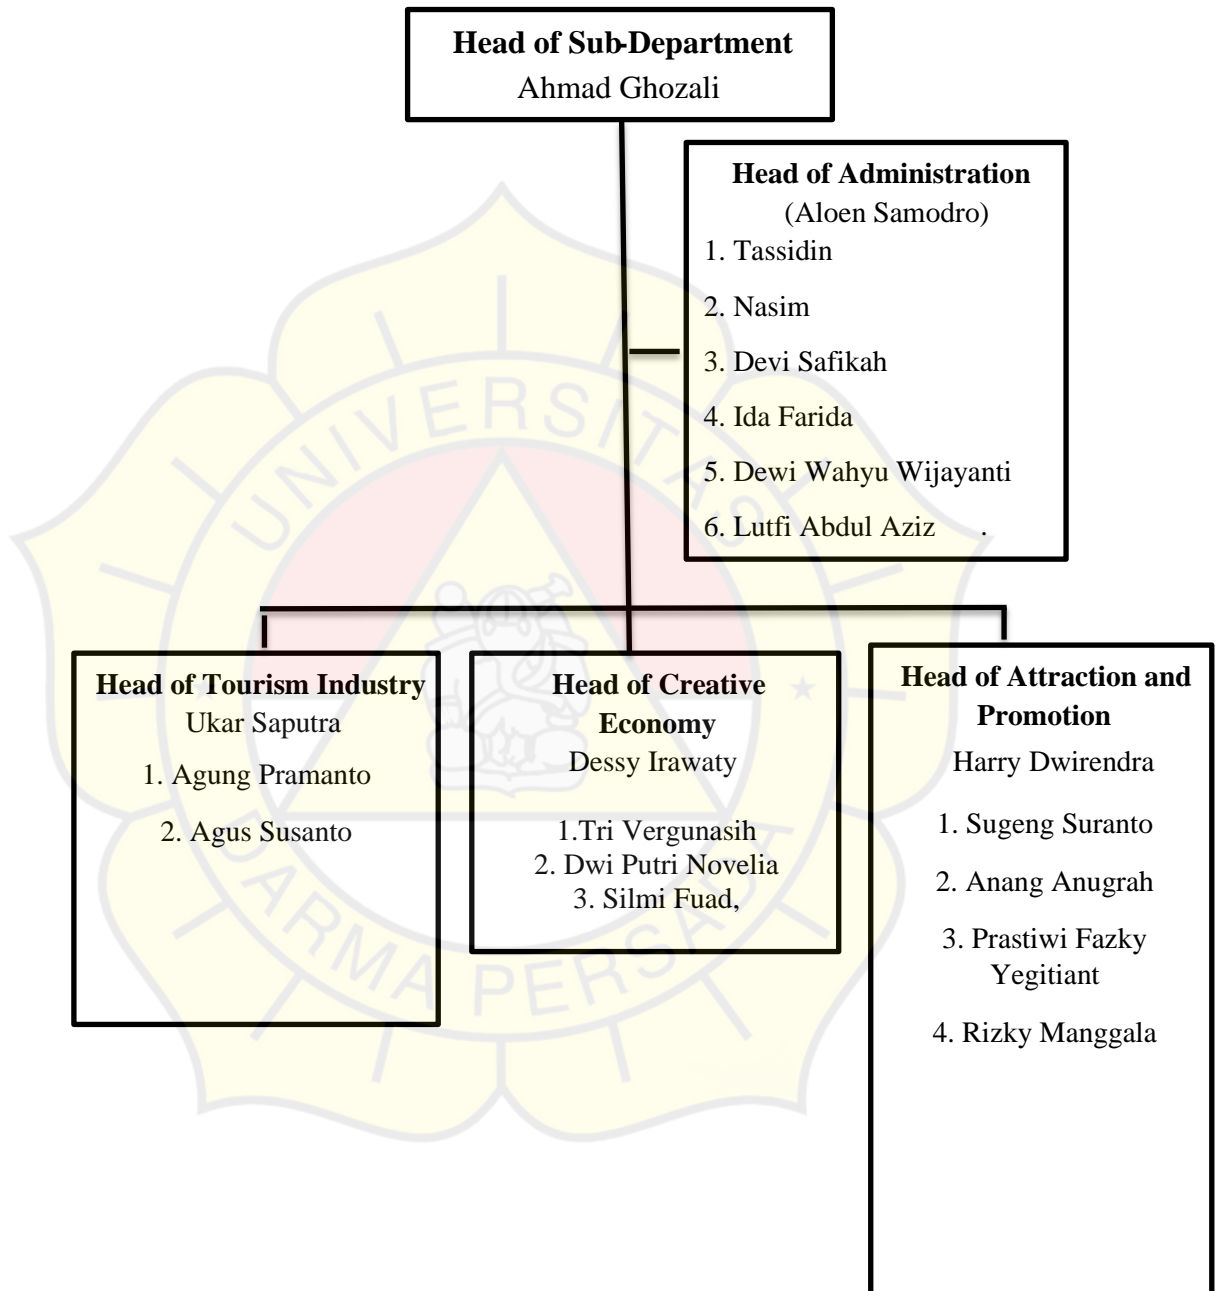 Head of Sub-Department
Ahmad Ghozali
Head of Administration
(Aloen Samodro)
1. Tassidin
2. Nasim
3. Devi Safikah
4. Ida Farida
5. Dewi Wahyu Wijayanti
6. Lutfi Abdul Aziz .
Head of Tourism Industry
Ukar Saputra
1. Agung Pramanto
2. Agus Susanto
Head of Creative
Economy
Dessy Irawaty
1.Tri Vergunasih
2. Dwi Putri Novelia
3. Silmi Fuad,
Head of Attraction and
Promotion
Harry Dwirendra
1. Sugeng Suranto
2. Anang Anugrah
3. Prastiwi Fazky
Yegitiant
4. Rizky Manggala
UNIVERSITAS
DARMA PERSADA